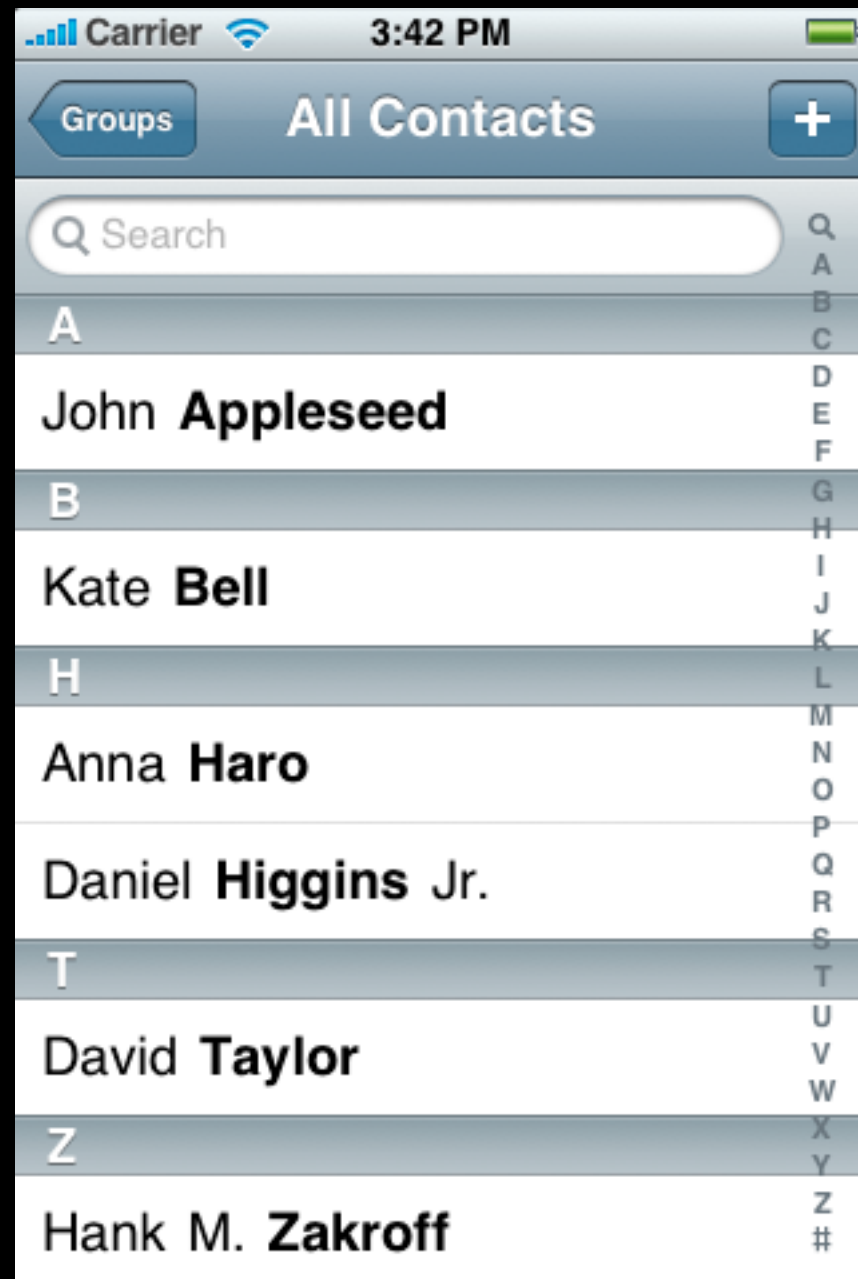 Carrier 3:42 PM
Groups All Contacts +
Search
A
John Appleseed
B
Kate Bell
H
Anna Haro
Daniel Higgins Jr.
T
David Taylor
Z
Hank M. Zakroff
A
B
C
D
E
F
G
H
I
J
K
L
M
N
O
P
Q
R
S
T
U
V
W
X
Y
Z
#